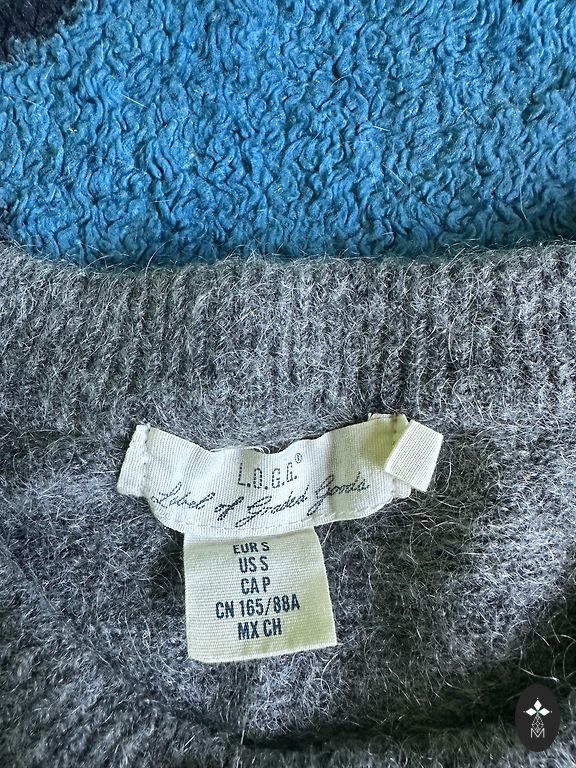 L.O.G.G.®
Label of Graded Goods
EUR S
US S
CA P
CN 165/88A
MX CH